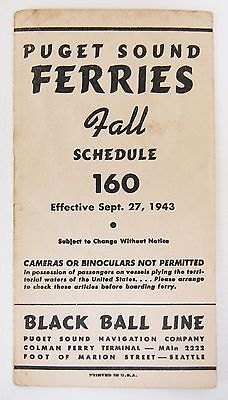 PUGET SOUND
FERRIES
Fall
SCHEDULE
160
Effective Sept. 27, 1943
Subject to Change Without Notice
CAMERAS OR BINOCULARS NOT PERMITTED
in possession of passengers on vessels plying the terri-
torial waters of the United States. . . . Please arrange
to check these articles before boarding ferry.
BLACK BALL LINE
PUGET SOUND NAVIGATION COMPANY
COLMAN FERRY TERMINAL — MAin 2222
FOOT OF MARION STREET — SEATTLE
PRINTED IN U.S.A.